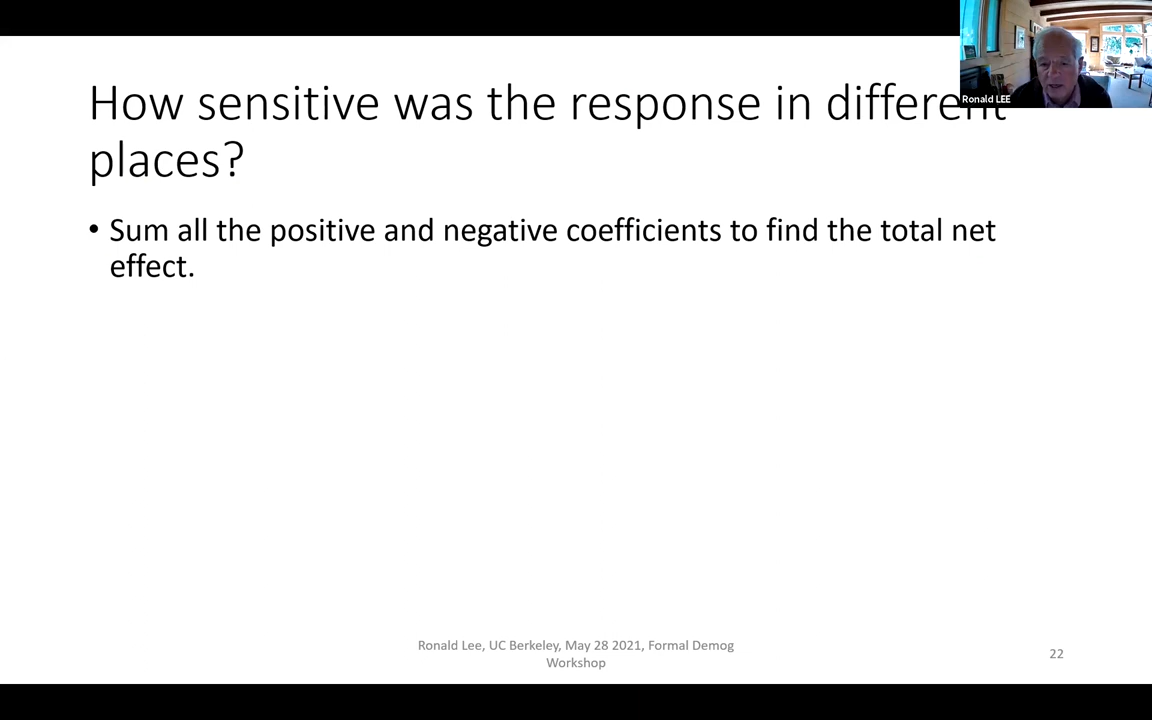 How sensitive was the response in different
places?
• Sum all the positive and negative coefficients to find the total net
effect.
Ronald LEE
Ronald Lee, UC Berkeley, May 28 2021, Formal Demog
Workshop
22